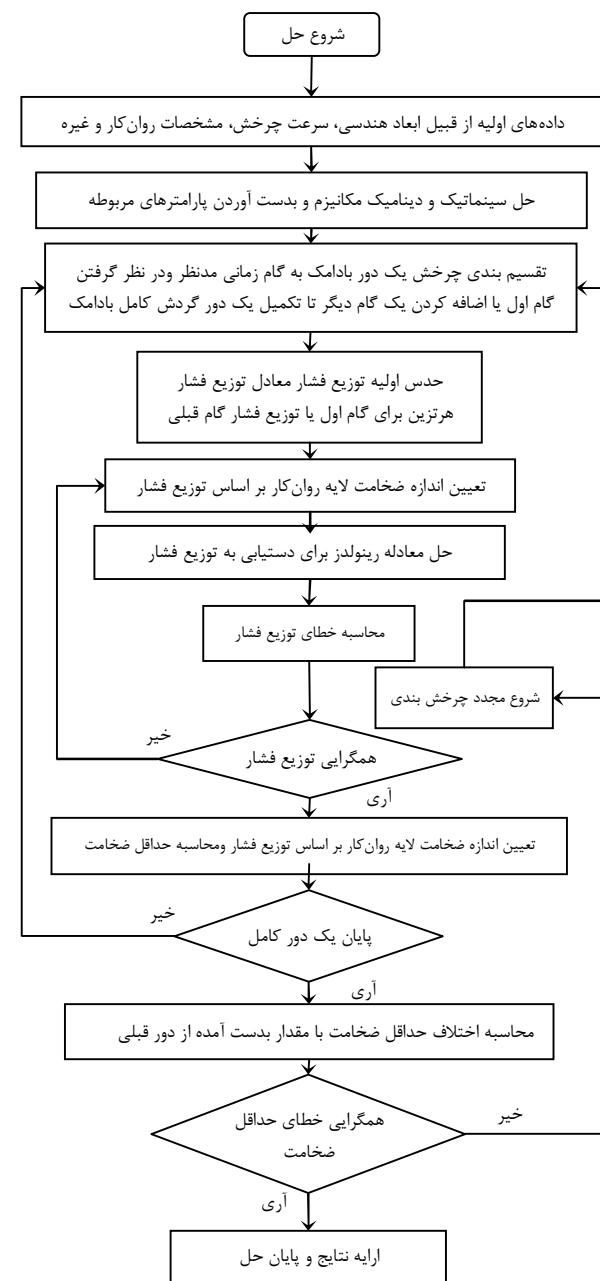 شروع حل
داده‌های اولیه از قبیل ابعاد هندسی، سرعت چرخش، مشخصات روان‌کار و غیره
حل سینماتیک و دینامیک مکانیزم و بدست آوردن پارامترهای مربوطه
تقسیم بندی چرخش یک دور بادامک به گام زمانی مدنظر ودر نظر گرفتن
گام اول یا اضافه کردن یک گام دیگر تا تکمیل یک دور گردش کامل بادامک
حدس اولیه توزیع فشار معادل توزیع فشار
هرتزین برای گام اول یا توزیع فشار گام قبلی
تعیین اندازه ضخامت لایه روان‌کار بر اساس توزیع فشار
حل معادله رینولدز برای دستیابی به توزیع فشار
محاسبه خطای توزیع فشار
شروع مجدد چرخش بندی
خیر
همگرایی توزیع فشار
آری
تعیین اندازه ضخامت لایه روان‌کار بر اساس توزیع فشار ومحاسبه حداقل ضخامت
خیر
پایان یک دور کامل
آری
محاسبه اختلاف حداقل ضخامت با مقدار بدست آمده از دور قبلی
خیر
همگرایی خطای حداقل
ضخامت
آری
ارایه نتایج و پایان حل